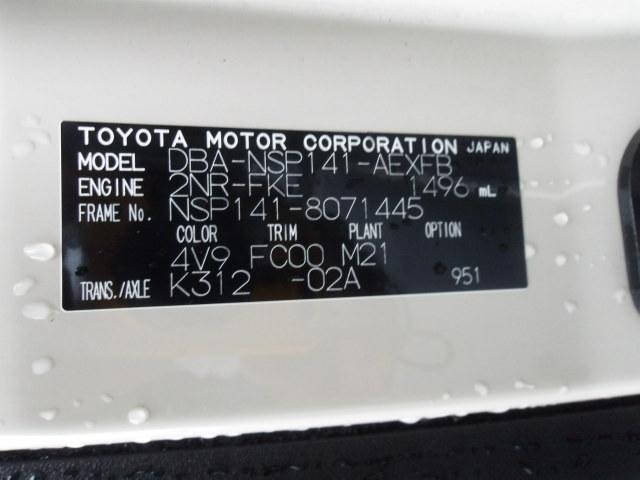 TOYOTA MOTOR CORPORATION JAPAN
MODEL DBA-NSP141-AEXFB
ENGINE 2NR-FKE 1496 mL
FRAME No. NSP141-8071445
COLOR TRIM PLANT OPTION
4V9 FC00 M21
TRANS./AXLE K312 -02A 951